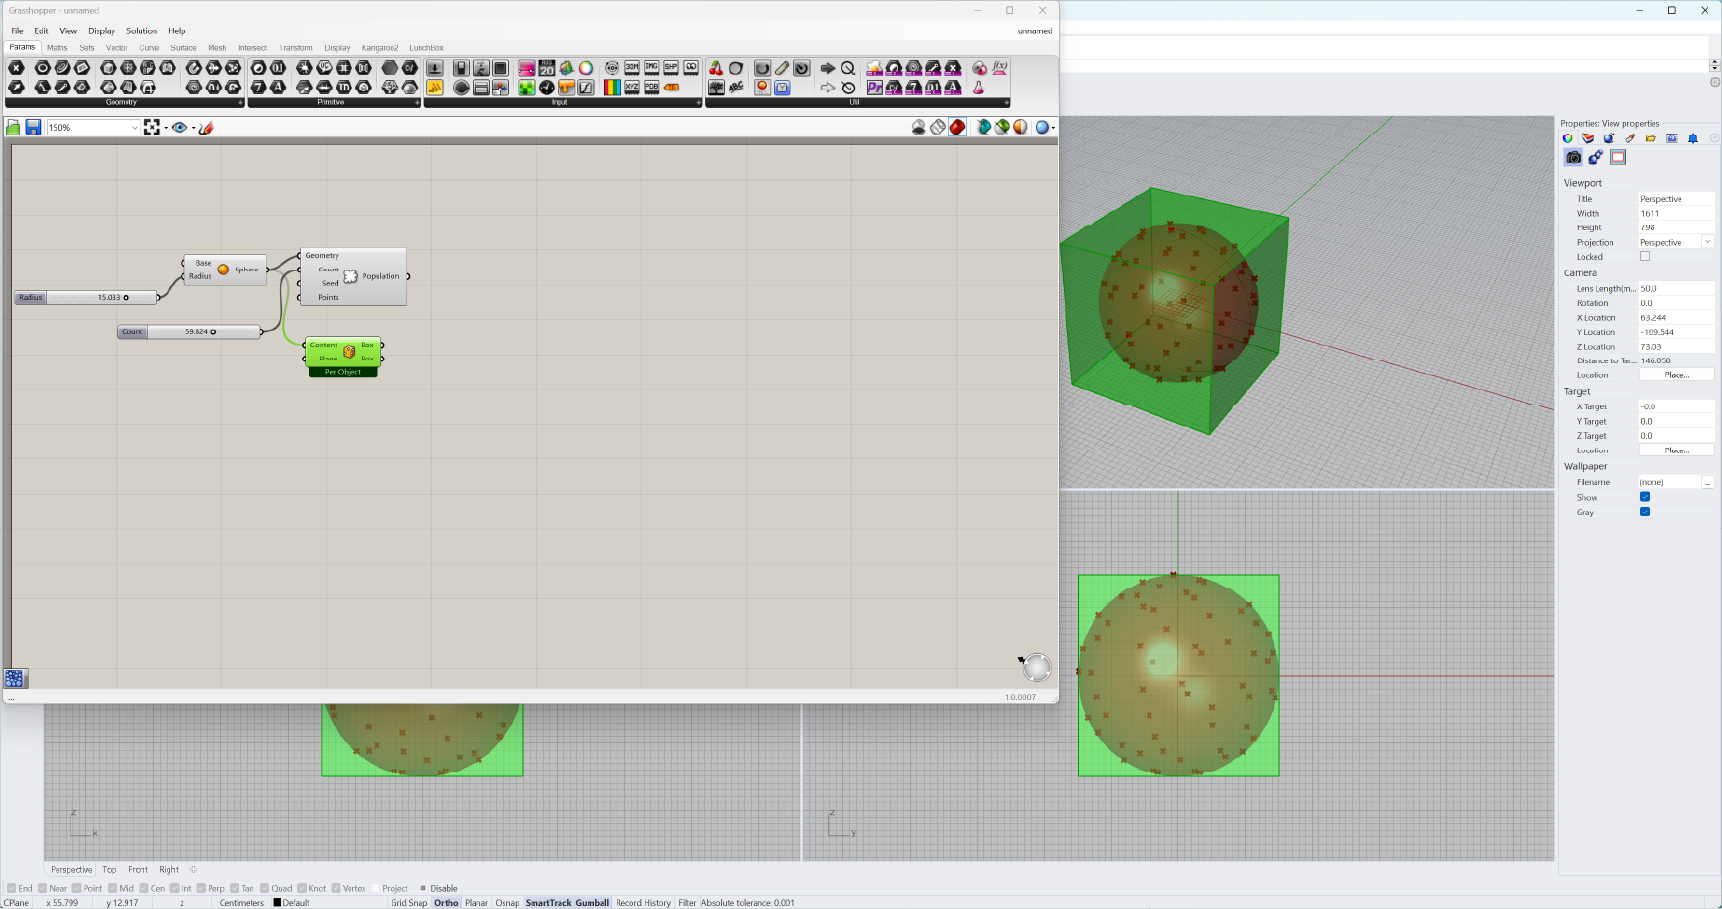 Grasshopper - unnamed
File Edit View Display Solution Help
unnamed
Params Maths Sets Vector Curve Surface Mesh Intersect Transform Display Kangaroo2 LunchBox
Geometry Primitive Input Util
150%
Base
Radius
Sphere
Geometry
Count
Seed
Points
Population
Radius 15.033
Count 59.824
Content Box
Plane Box
Per Object
...
1.0.0007
Properties: View properties
Viewport
Title Perspective
Width 1611
Height 798
Projection Perspective
Locked
Camera
Lens Length(m... 50.0
Rotation 0.0
X Location 63.244
Y Location -109.544
Z Location 73.03
Distance to Tar... 146.058
Location Place...
Target
X Target -0.0
Y Target 0.0
Z Target 0.0
Location Place...
Wallpaper
Filename (none) ...
Show
Gray
z
x
z
y
Perspective Top Front Right
End Near Point Mid Cen Int Perp Tan Quad Knot Vertex Project Disable
CPlane x 55.799 y 12.917 z Centimeters Default Grid Snap Ortho Planar Osnap SmartTrack Gumball Record History Filter Absolute tolerance: 0.001